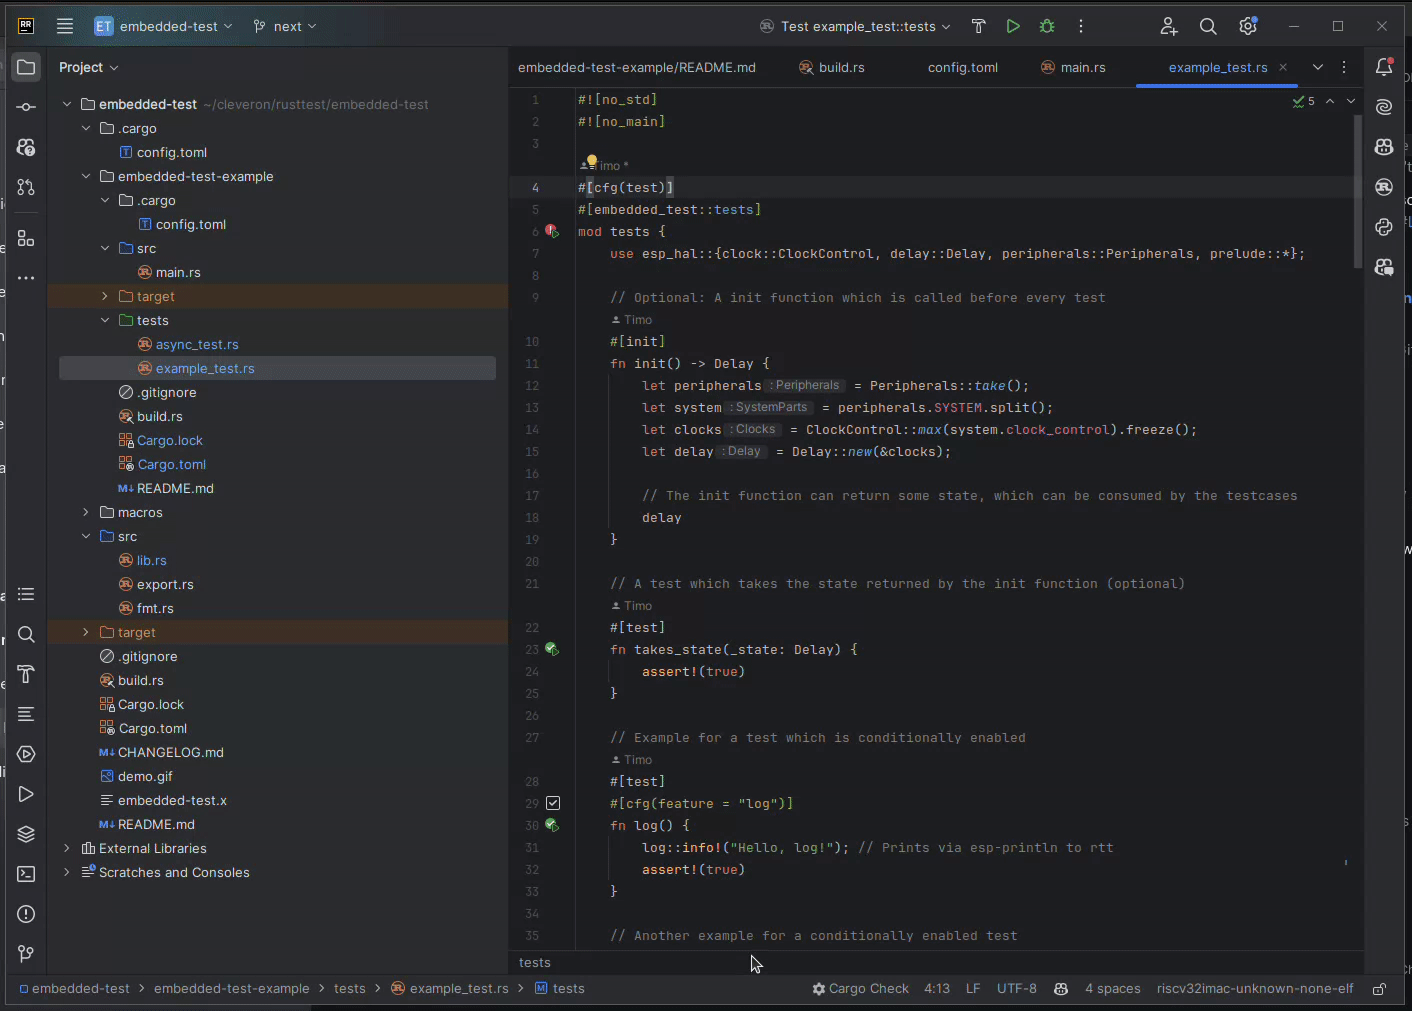 RR
ET embedded-test
next
Test example_test::tests
Project
embedded-test ~/cleveron/rusttest/embedded-test
.cargo
config.toml
embedded-test-example
.cargo
config.toml
src
main.rs
target
tests
async_test.rs
example_test.rs
.gitignore
build.rs
Cargo.lock
Cargo.toml
M↓ README.md
macros
src
lib.rs
export.rs
fmt.rs
target
.gitignore
build.rs
Cargo.lock
Cargo.toml
M↓ CHANGELOG.md
demo.gif
embedded-test.x
M↓ README.md
External Libraries
Scratches and Consoles
embedded-test-example/README.md
build.rs
config.toml
main.rs
example_test.rs
5
1 #![no_std]
2 #![no_main]
3
Timo *
4 #[cfg(test)]
5 #[embedded_test::tests]
6 mod tests {
7 use esp_hal::{clock::ClockControl, delay::Delay, peripherals::Peripherals, prelude::*};
8
9 // Optional: A init function which is called before every test
Timo
10 #[init]
11 fn init() -> Delay {
12 let peripherals : Peripherals = Peripherals::take();
13 let system : SystemParts = peripherals.SYSTEM.split();
14 let clocks : Clocks = ClockControl::max(system.clock_control).freeze();
15 let delay : Delay = Delay::new(&clocks);
16
17 // The init function can return some state, which can be consumed by the testcases
18 delay
19 }
20
21 // A test which takes the state returned by the init function (optional)
Timo
22 #[test]
23 fn takes_state(_state: Delay) {
24 assert!(true)
25 }
26
27 // Example for a test which is conditionally enabled
Timo
28 #[test]
29 #[cfg(feature = "log")]
30 fn log() {
31 log::info!("Hello, log!"); // Prints via esp-println to rtt
32 assert!(true)
33 }
34
35 // Another example for a conditionally enabled test
tests
embedded-test > embedded-test-example > tests > example_test.rs > M tests
Cargo Check 4:13 LF UTF-8 4 spaces riscv32imac-unknown-none-elf